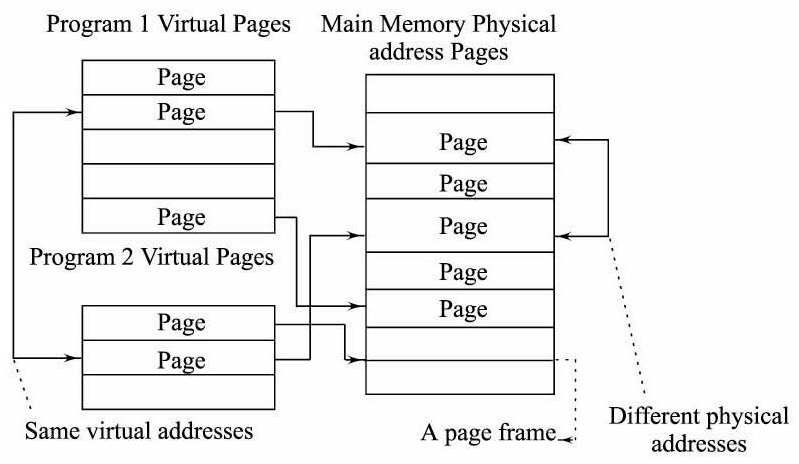 Program 1 Virtual Pages
Main Memory Physical
address Pages
Page
Page
Page
Program 2 Virtual Pages
Page
Page
Same virtual addresses
Page
Page
Page
Page
Page
A page frame
Different physical
addresses